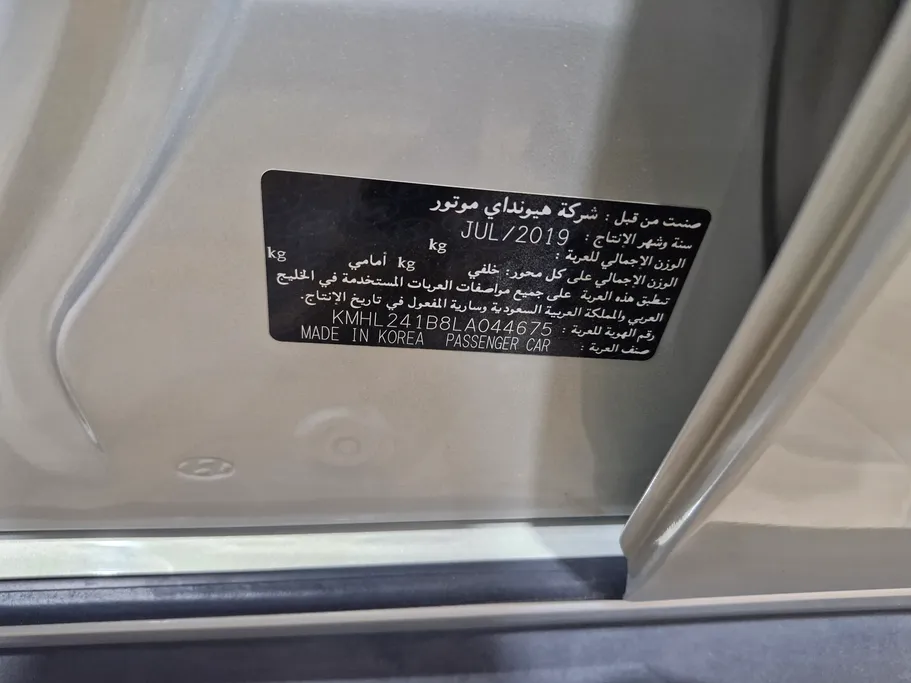 صنعت من قبل : شركة هيونداي موتور
سنة وشهر الانتاج : JUL/2019
الوزن الإجمالي للعربة : kg
الوزن الإجمالي على كل محور: خلفي kg أمامي kg
تنطبق هذه العربة على جميع مواصفات العربات المستخدمة في الخليج
العربي والمملكة العربية السعودية وسارية المفعول في تاريخ الإنتاج.
رقم الهوية للعربة : KMHL241B8LA044675
صنف العربة : PASSENGER CAR MADE IN KOREA